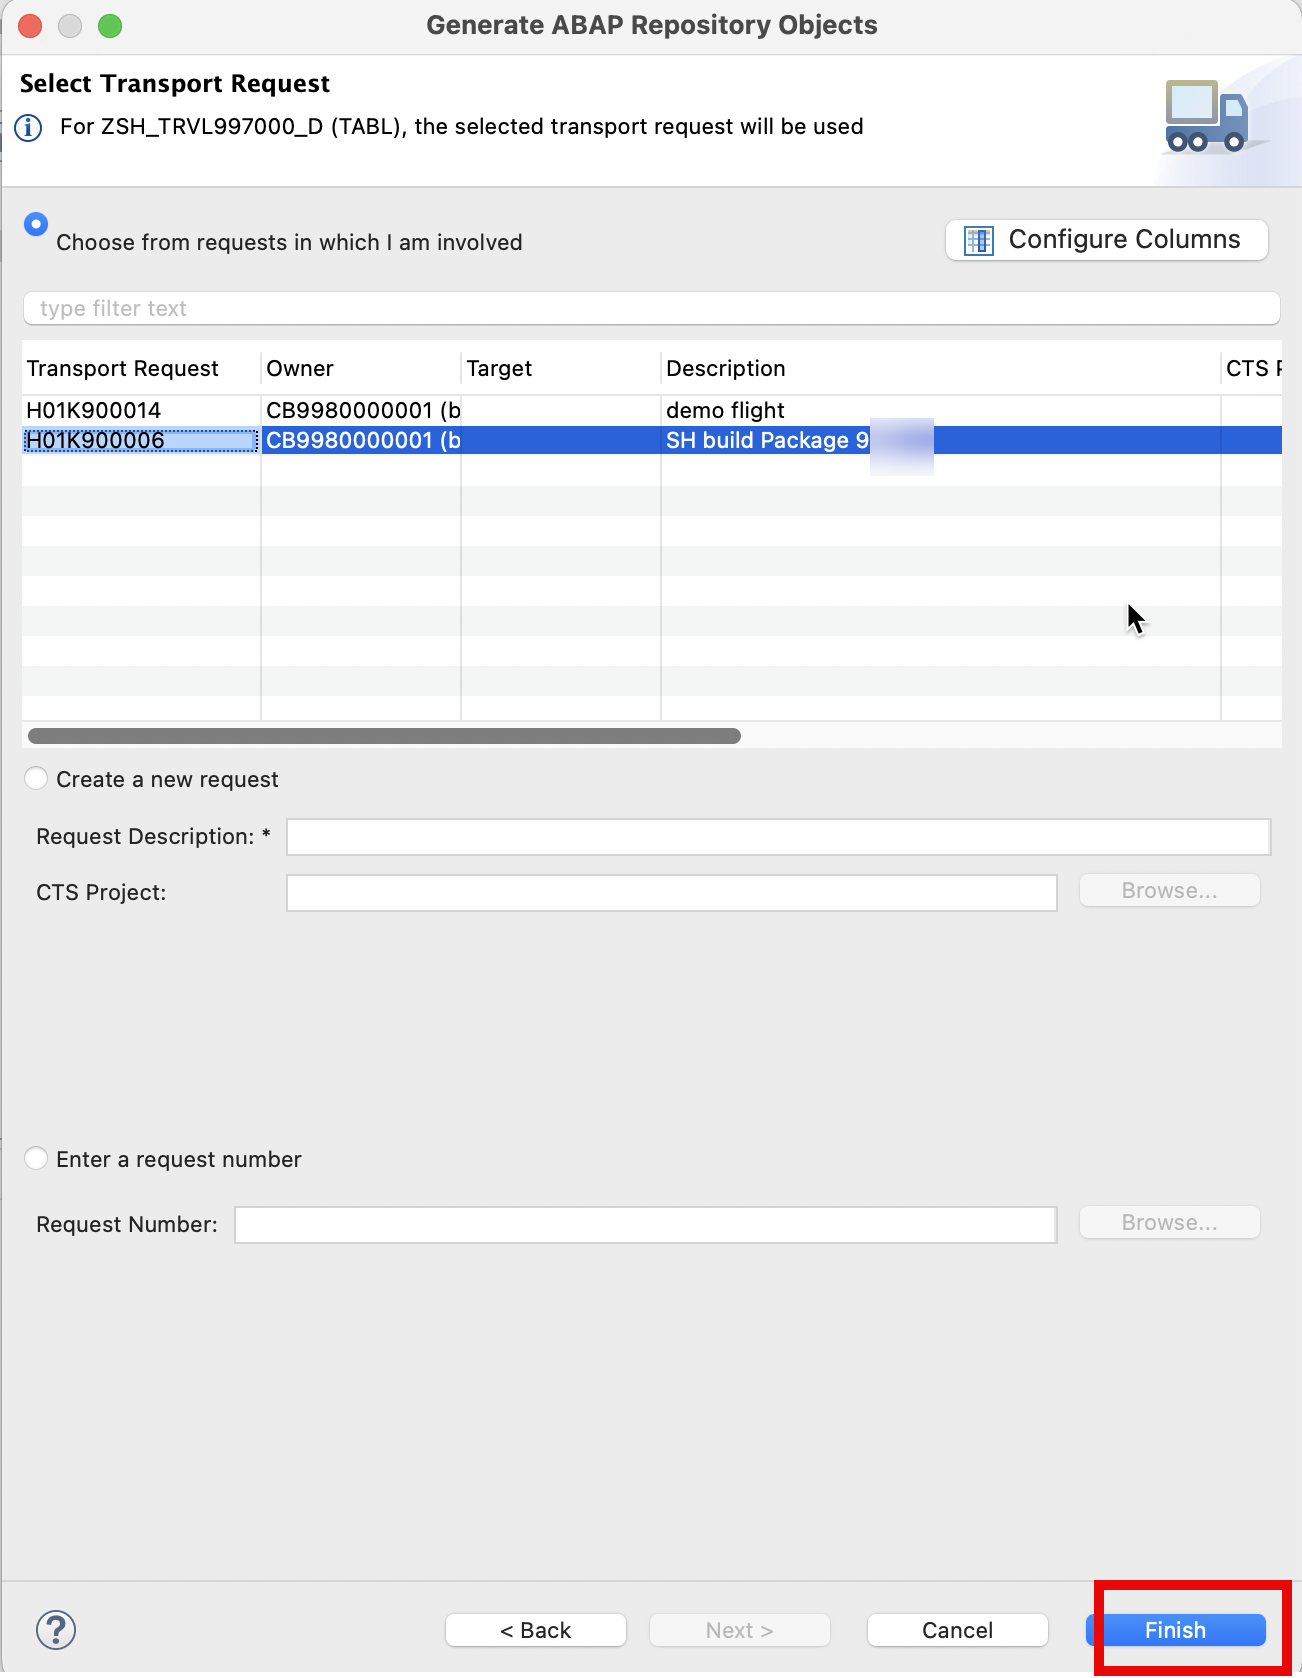 Generate ABAP Repository Objects
Select Transport Request
For ZSH_TRVL997000_D (TABL), the selected transport request will be used
Choose from requests in which I am involved
Configure Columns
type filter text
Transport Request Owner Target Description CTS P
H01K900014 CB9980000001 (b demo flight
H01K900006 CB9980000001 (b SH build Package 9
Create a new request
Request Description: *
CTS Project:
Browse...
Enter a request number
Request Number:
Browse...
? < Back Next > Cancel Finish